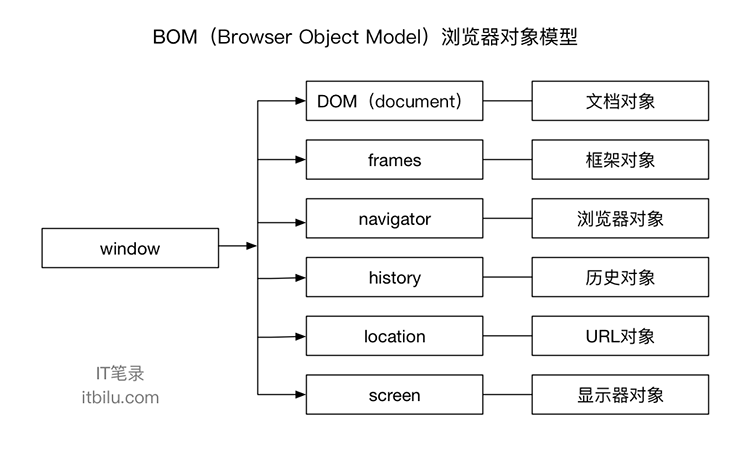 BOM（Browser Object Model）浏览器对象模型
DOM（document） 文档对象
frames 框架对象
navigator 浏览器对象
window
history 历史对象
location URL对象
screen 显示器对象
IT笔录
itbilu.com